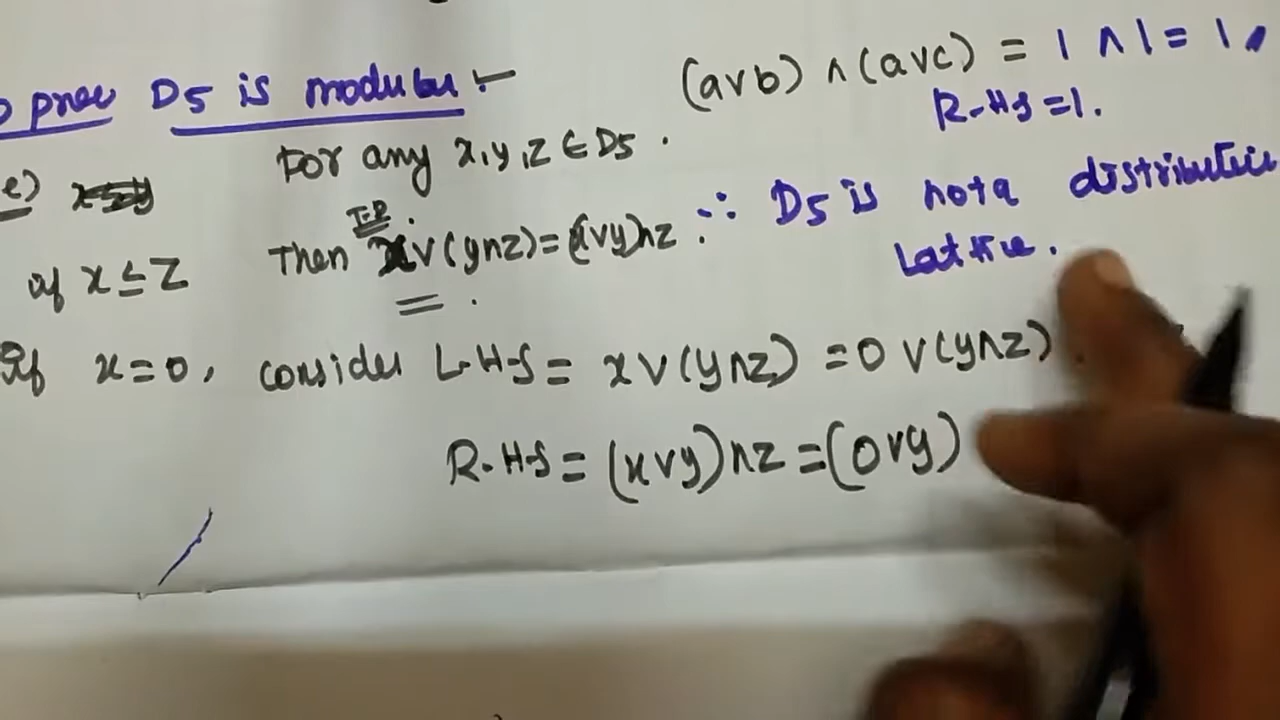 prove D5 is modular :-
(a∨b) ∧ (a∨c) = 1 ∧ 1 = 1
R.H.S = 1.
For any x, y, z ∈ D5 .
∴ D5 is not a distributive
Lattice.
e)
if x ≤ z Then T.P x∨(y∧z) = (x∨y)∧z .
If x = 0, consider L.H.S = x ∨ (y∧z) = 0 ∨ (y∧z)
R.H.S = (x∨y)∧z = (0∨y)